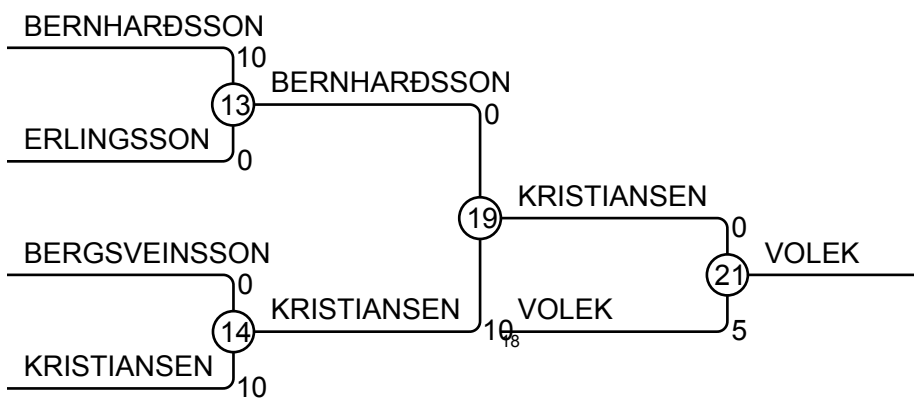 BERNHARÐSSON
10
13
BERNHARÐSSON
0
ERLINGSSON
0
19
KRISTIANSEN
0
BERGSVEINSSON
0
21
VOLEK
14
KRISTIANSEN
10
18
VOLEK
5
KRISTIANSEN
10